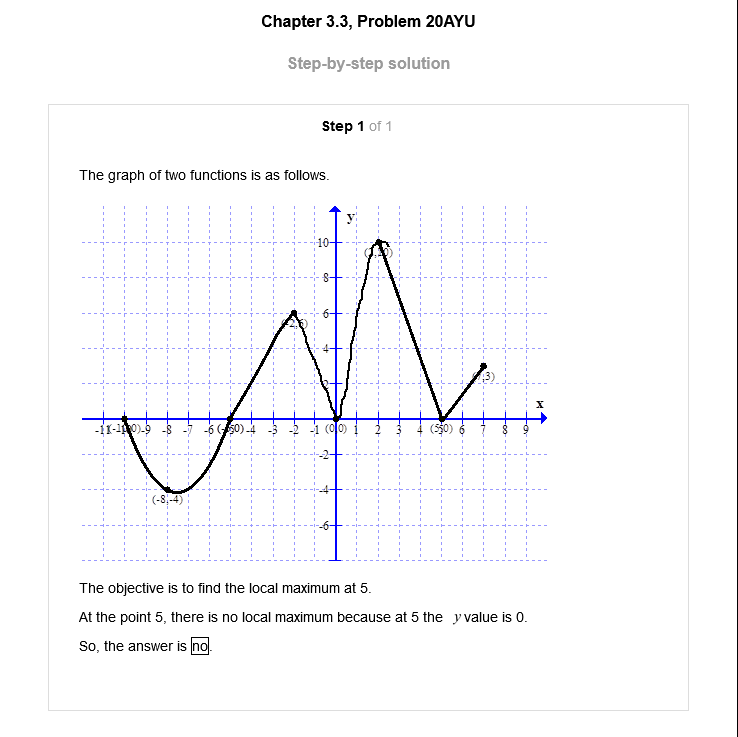 Chapter 3.3, Problem 20AYU
Step-by-step solution
Step 1 of 1
The graph of two functions is as follows.
y
10
(2,10)
8
6
(-2,6)
4
2
(7,3)
x
-11 (-10,0) -9 -8 -7 -6 (-5,0) -4 -3 -2 -1 (0,0) 1 2 3 4 (5,0) 6 7 8 9
-2
-4
(-8,-4)
-6
The objective is to find the local maximum at 5.
At the point 5, there is no local maximum because at 5 the y value is 0.
So, the answer is no.